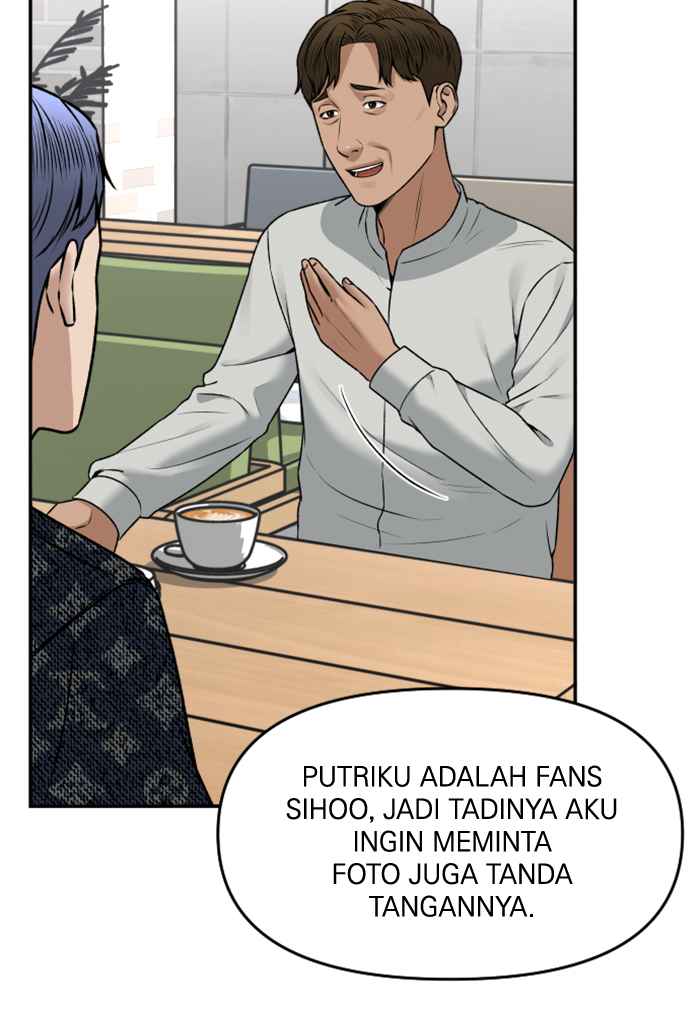 PUTRIKU ADALAH FANS
SIHOO, JADI TADINYA AKU
INGIN MEMINTA
FOTO JUGA TANDA
TANGANNYA.